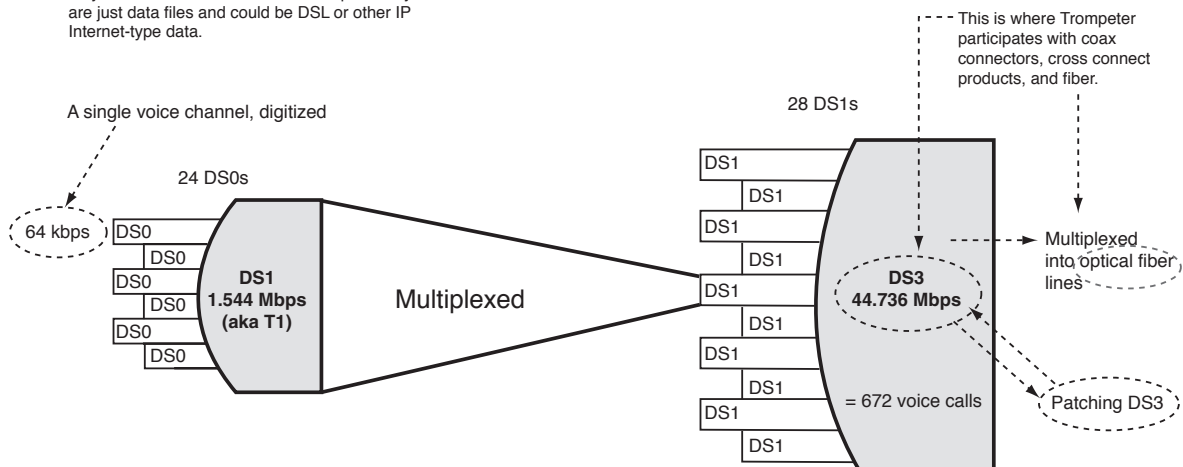 are just data files and could be DSL or other IP
Internet-type data.
This is where Trompeter
participates with coax
connectors, cross connect
products, and fiber.
A single voice channel, digitized
28 DS1s
24 DS0s
64 kbps
DS0
DS0
DS0
DS0
DS0
DS0
DS1
1.544 Mbps
(aka T1)
Multiplexed
DS1
DS1
DS1
DS1
DS1
DS1
DS1
DS1
DS1
DS1
DS3
44.736 Mbps
= 672 voice calls
Multiplexed
into optical fiber
lines
Patching DS3